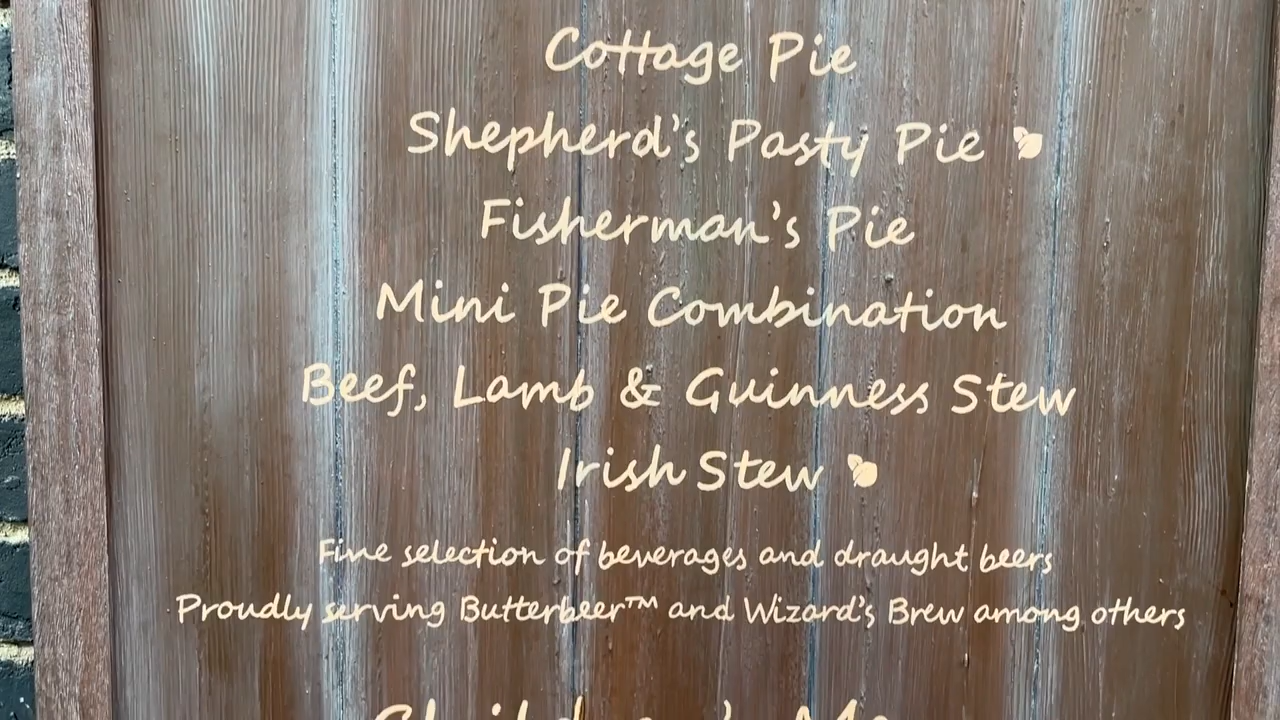 Cottage Pie
Shepherd's Pasty Pie
Fisherman's Pie
Mini Pie Combination
Beef, Lamb & Guinness Stew
Irish Stew
Fine selection of beverages and draught beers
Proudly serving Butterbeer™ and Wizard's Brew among others
Children's